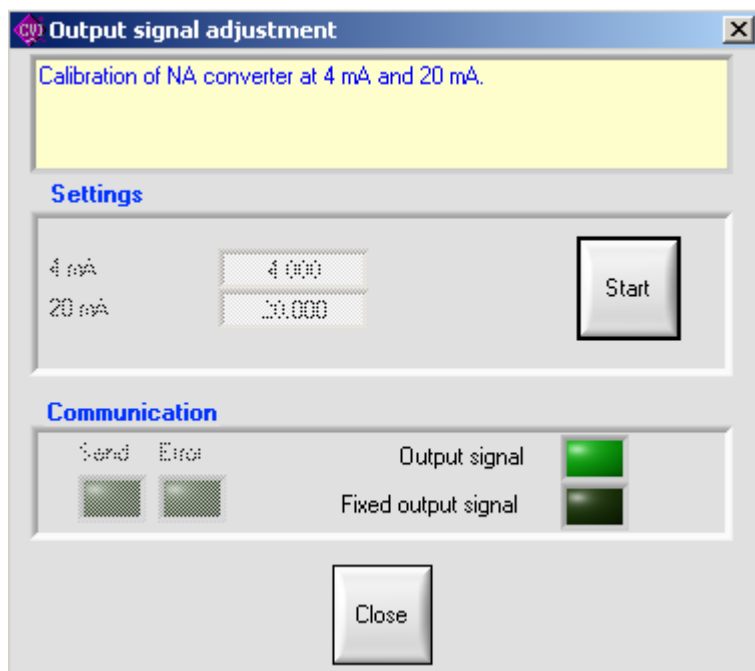 CVI Output signal adjustment
Calibration of NA converter at 4 mA and 20 mA.
Settings
4 mA 4.000
20 mA 20.000
Start
Communication
Send Error
Output signal
Fixed output signal
Close